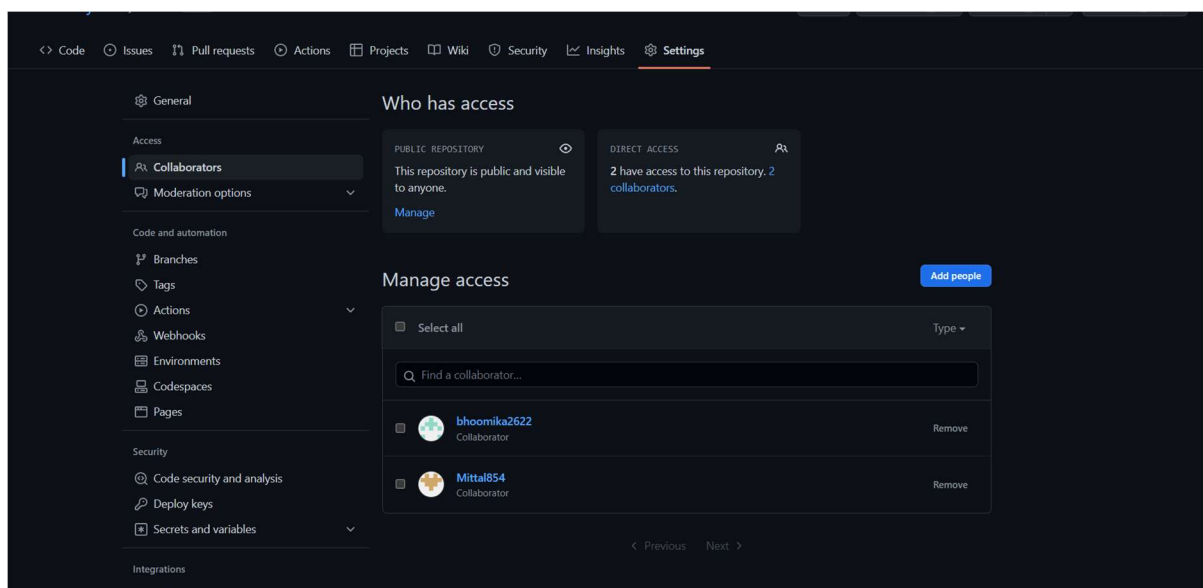 Code Issues Pull requests Actions Projects Wiki Security Insights Settings
General
Access
Collaborators
Moderation options
Code and automation
Branches
Tags
Actions
Webhooks
Environments
Codespaces
Pages
Security
Code security and analysis
Deploy keys
Secrets and variables
Integrations
Who has access
PUBLIC REPOSITORY
This repository is public and visible
to anyone.
Manage
DIRECT ACCESS
2 have access to this repository. 2
collaborators.
Manage access
Add people
Select all
Type
Find a collaborator...
bhoomika2622
Collaborator
Remove
Mittal854
Collaborator
Remove
Previous Next